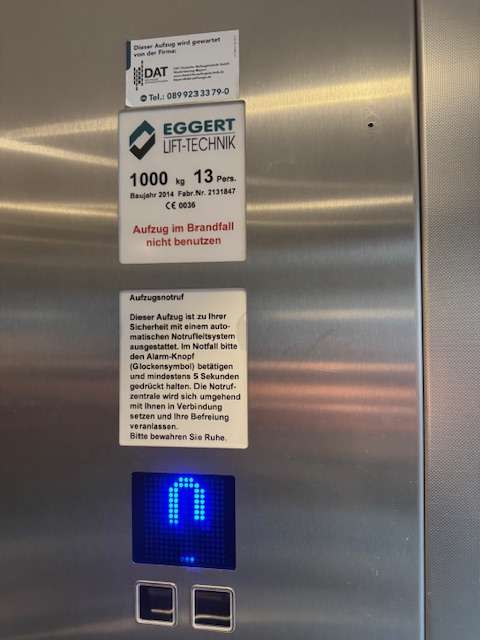 Dieser Aufzug wird gewartet
von der Firma:
DAT
Tel.: 089 923 33 79-0
EGGERT
LIFT-TECHNIK
1000 kg 13 Pers.
Baujahr 2014 Fabr.Nr. 2131847
CE 0036
Aufzug im Brandfall
nicht benutzen
Aufzugsnotruf
Dieser Aufzug ist zu Ihrer
Sicherheit mit einem auto-
matischen Notrufleitsystem
ausgestattet. Im Notfall bitte
den Alarm-Knopf
(Glockensymbol) betätigen
und mindestens 5 Sekunden
gedrückt halten. Die Notruf-
zentrale wird sich umgehend
mit Ihnen in Verbindung
setzen und Ihre Befreiung
veranlassen.
Bitte bewahren Sie Ruhe.